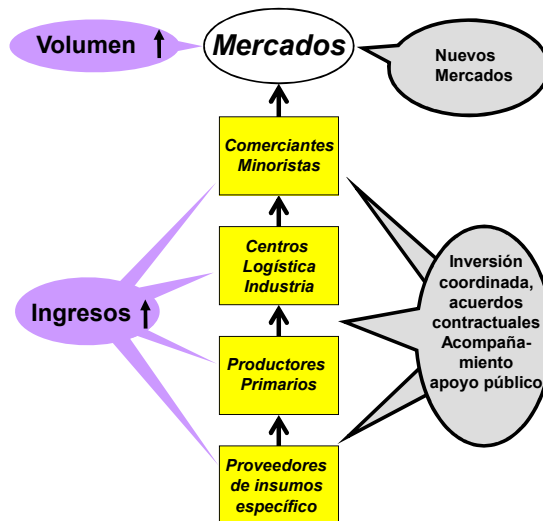 Volumen
Mercados
Nuevos
Mercados
Comerciantes
Minoristas
Centros
Logística
Industria
Ingresos
Inversión
coordinada,
acuerdos
contractuales
Acompaña-
miento
apoyo público
Productores
Primarios
Proveedores
de insumos
específico